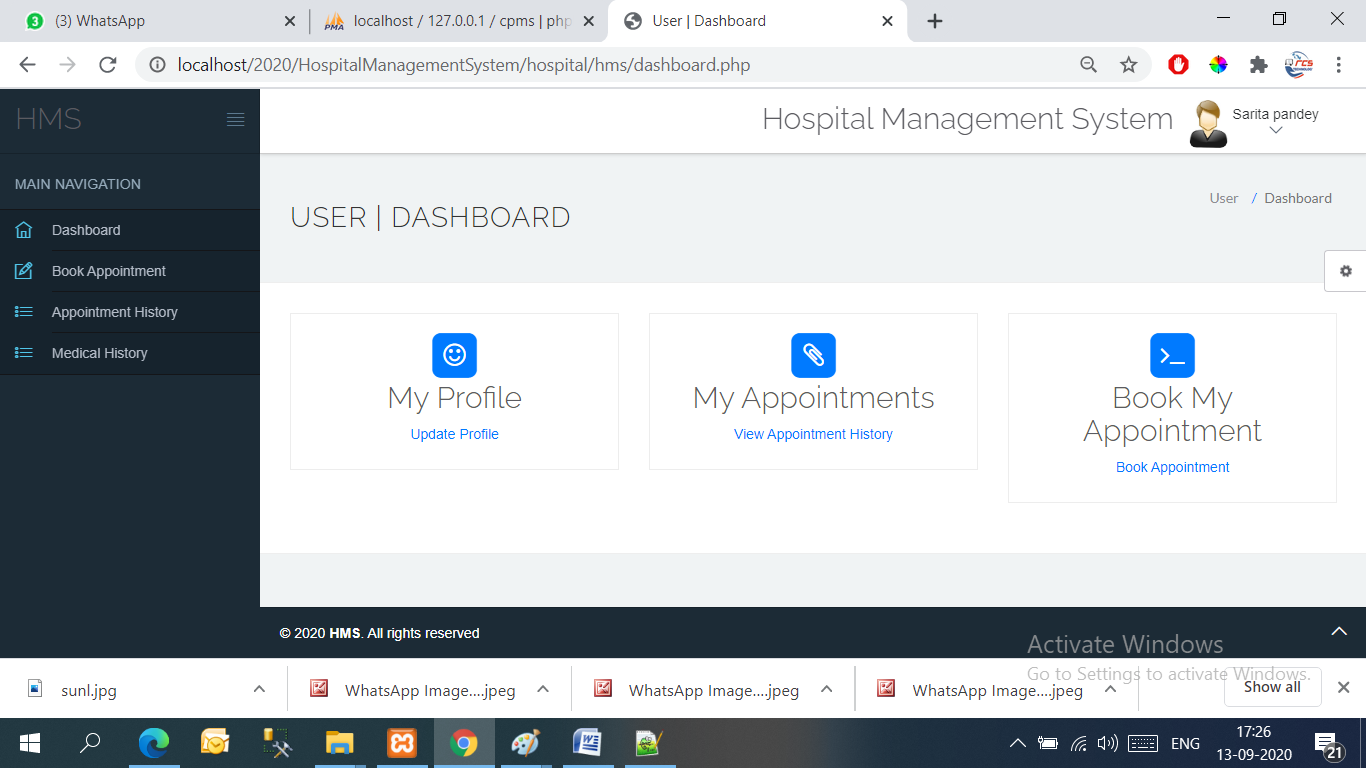 (3) WhatsApp
localhost / 127.0.0.1 / cpms | php
User | Dashboard
localhost/2020/HospitalManagementSystem/hospital/hms/dashboard.php
HMS
Hospital Management System
Sarita pandey
MAIN NAVIGATION
Dashboard
Book Appointment
Appointment History
Medical History
USER | DASHBOARD
User / Dashboard
My Profile
Update Profile
My Appointments
View Appointment History
Book My
Appointment
Book Appointment
© 2020 HMS. All rights reserved
Activate Windows
Go to Settings to activate Windows.
sunl.jpg
WhatsApp Image....jpeg
WhatsApp Image....jpeg
WhatsApp Image....jpeg
Show all
ENG
17:26
13-09-2020
21